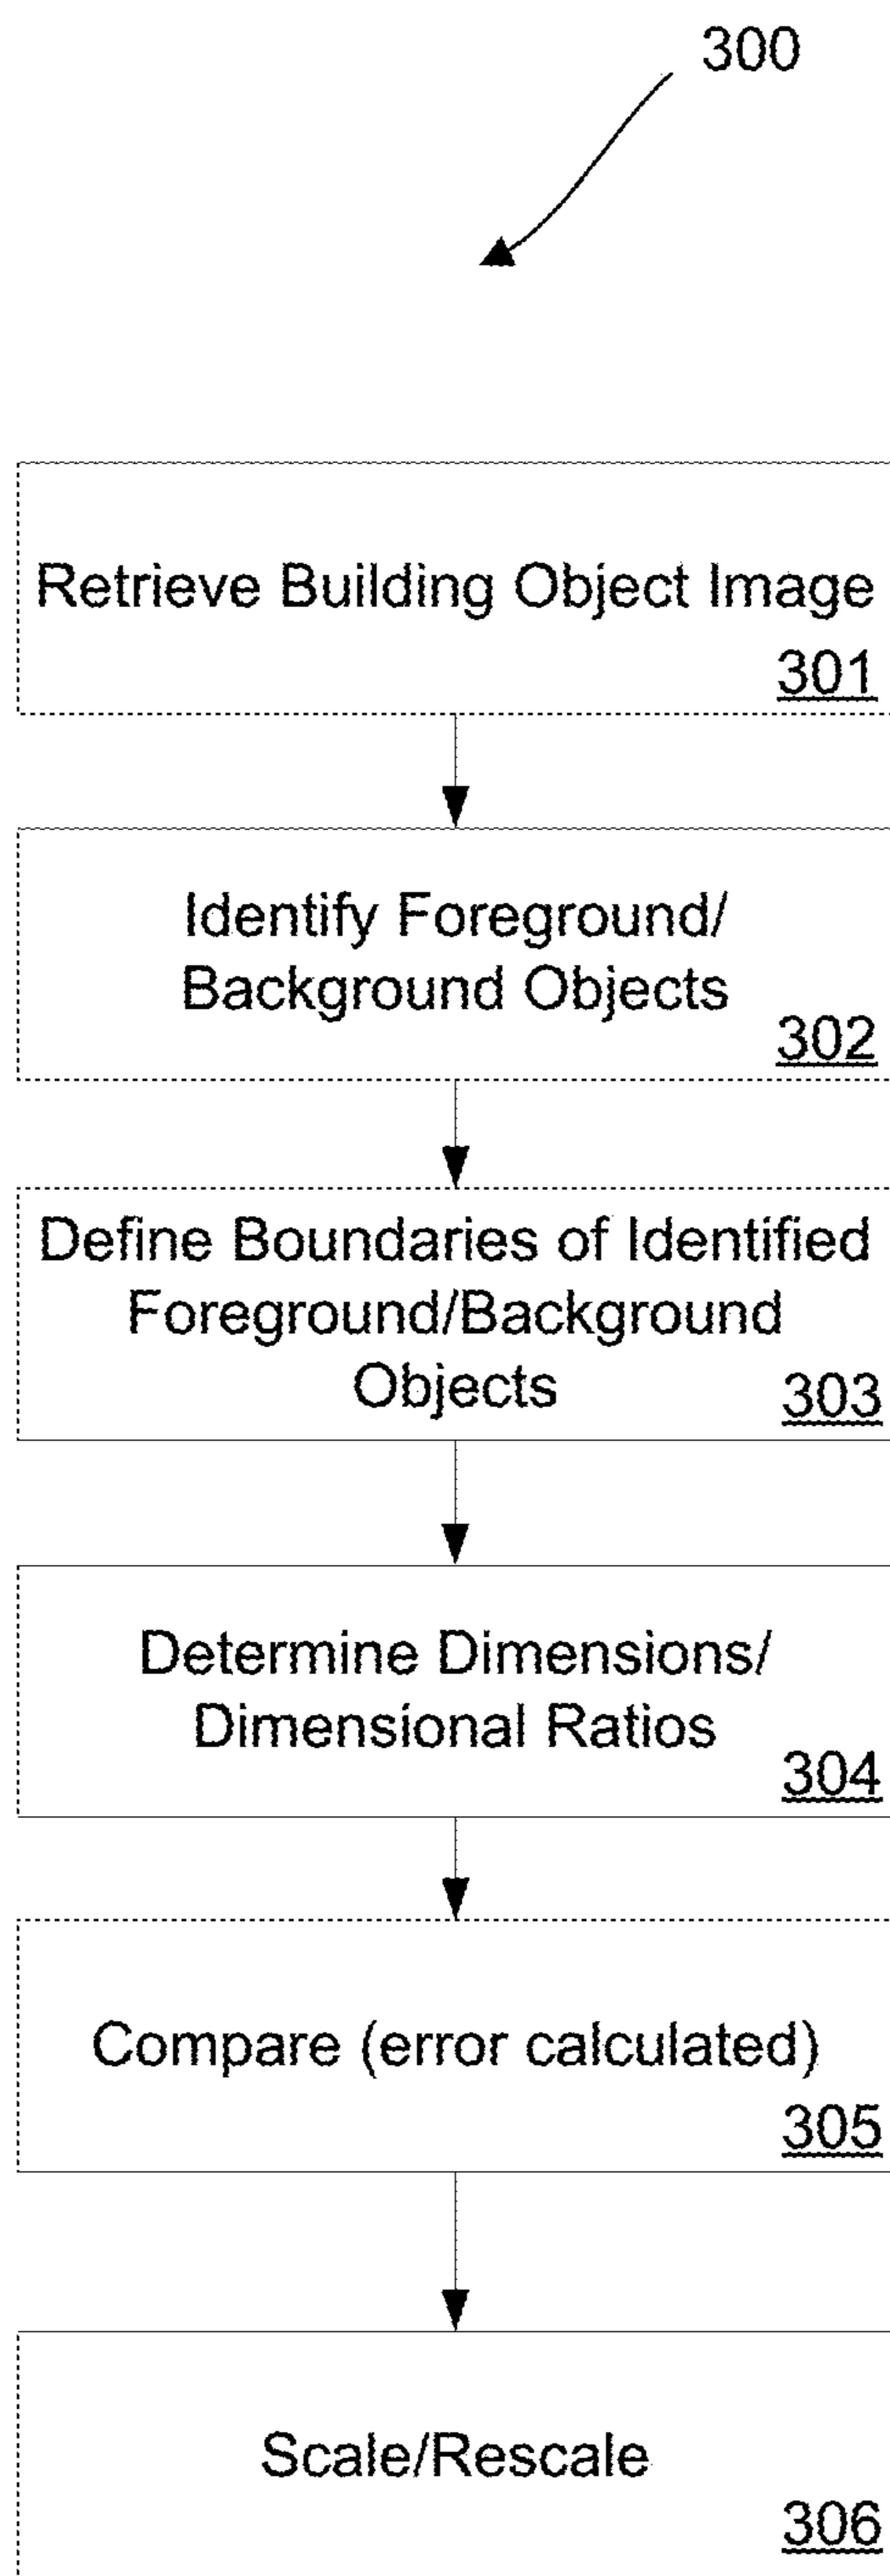 300
Retrieve Building Object Image
301
Identify Foreground/
Background Objects
302
Define Boundaries of Identified
Foreground/Background
Objects
303
Determine Dimensions/
Dimensional Ratios
304
Compare (error calculated)
305
Scale/Rescale
306